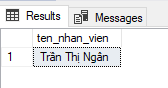 Results Messages
ten_nhan_vien
1 Trần Thị Ngân